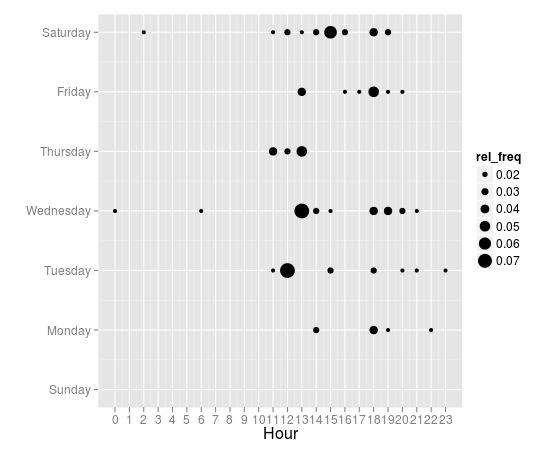 Saturday
Friday
Thursday
Wednesday
Tuesday
Monday
Sunday
0 1 2 3 4 5 6 7 8 9 10 11 12 13 14 15 16 17 18 19 20 21 22 23
Hour
rel_freq
0.02
0.03
0.04
0.05
0.06
0.07